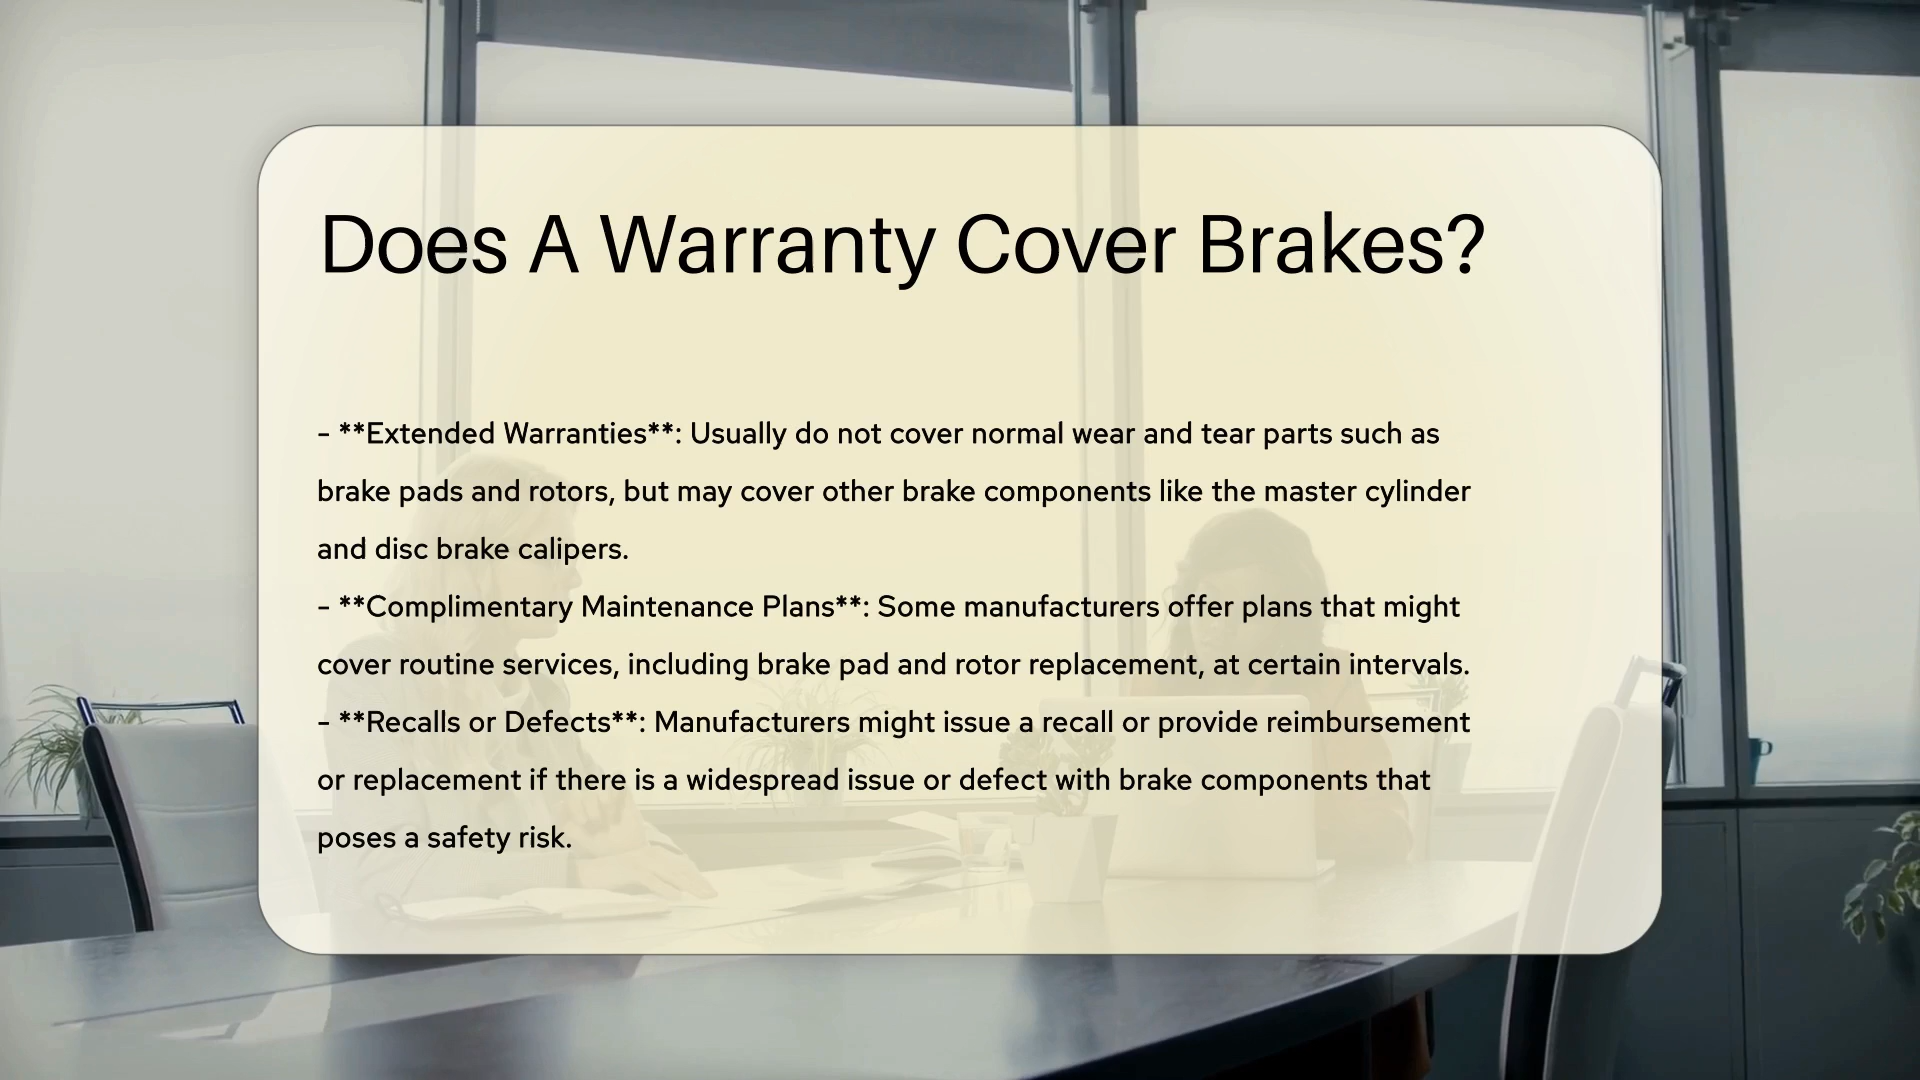 Does A Warranty Cover Brakes?
- **Extended Warranties**: Usually do not cover normal wear and tear parts such as
brake pads and rotors, but may cover other brake components like the master cylinder
and disc brake calipers.
- **Complimentary Maintenance Plans**: Some manufacturers offer plans that might
cover routine services, including brake pad and rotor replacement, at certain intervals.
- **Recalls or Defects**: Manufacturers might issue a recall or provide reimbursement
or replacement if there is a widespread issue or defect with brake components that
poses a safety risk.